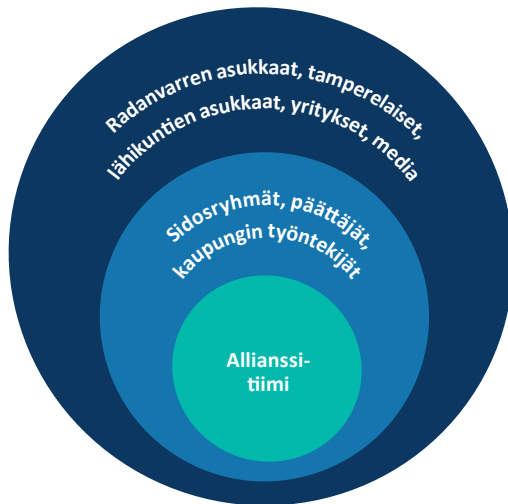 Radanvarren asukkaat, tamperelaiset,
lähikuntien asukkaat, yritykset, media
Sidosryhmät, päättäjät,
kaupungin työntekijät
Allianssi-
tiimi